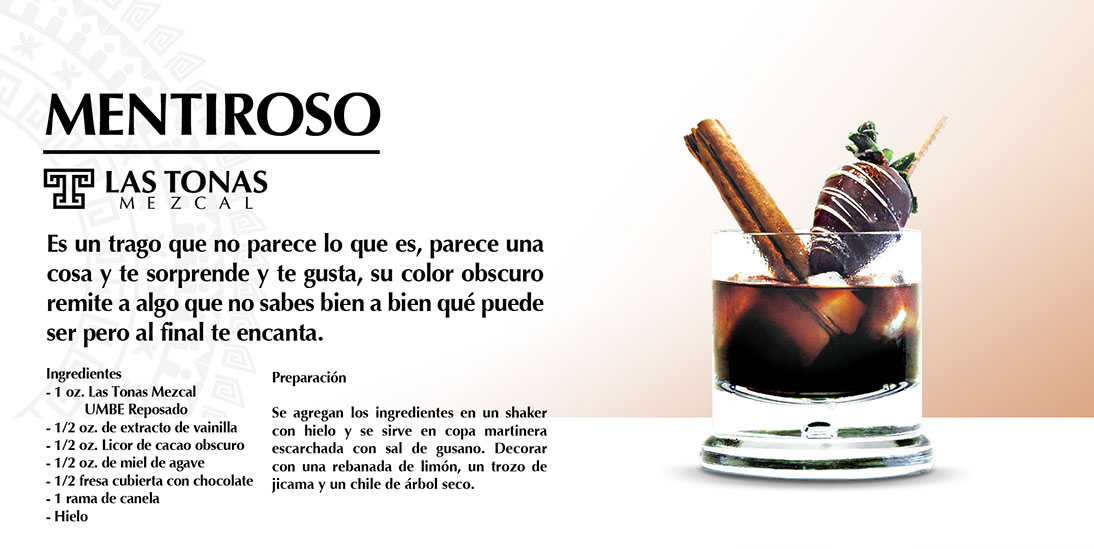 MENTIROSO
LAS TONAS
MEZCAL
Es un trago que no parece lo que es, parece una
cosa y te sorprende y te gusta, su color obscuro
remite a algo que no sabes bien a bien qué puede
ser pero al final te encanta.
Ingredientes
- 1 oz. Las Tonas Mezcal
UMBE Reposado
- 1/2 oz. de extracto de vainilla
- 1/2 oz. Licor de cacao obscuro
- 1/2 oz. de miel de agave
- 1/2 fresa cubierta con chocolate
- 1 rama de canela
- Hielo
Preparación
Se agregan los ingredientes en un shaker
con hielo y se sirve en copa martinera
escarchada con sal de gusano. Decorar
con una rebanada de limón, un trozo de
jicama y un chile de árbol seco.